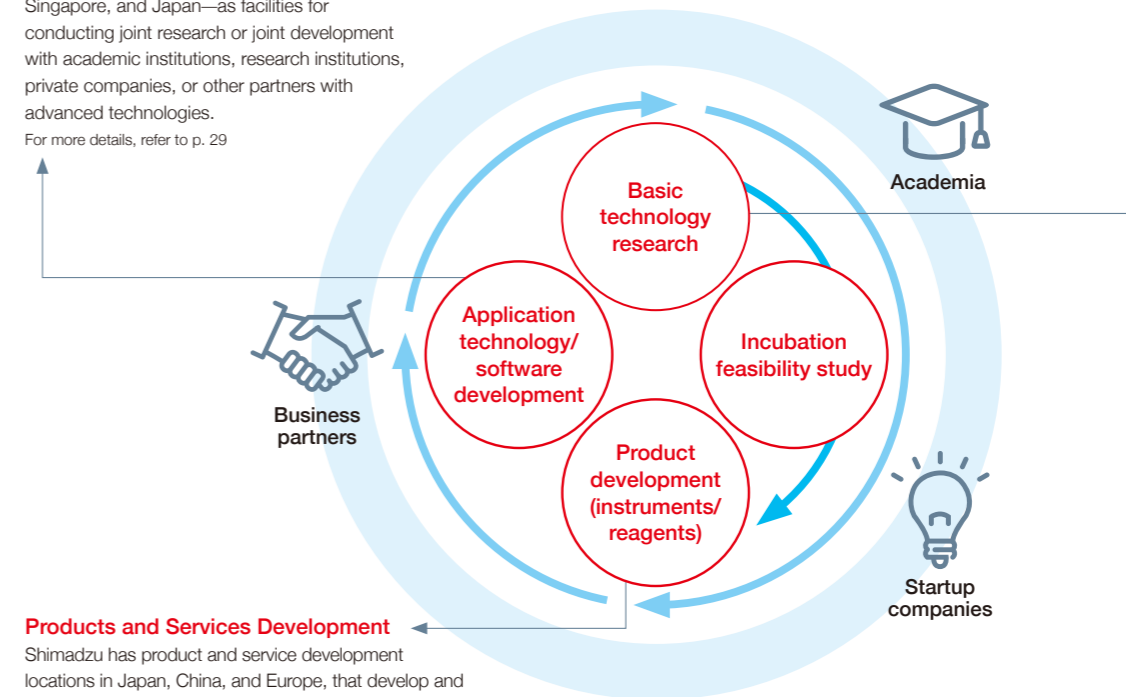 Singapore, and Japan—as facilities for
conducting joint research or joint development
with academic institutions, research institutions,
private companies, or other partners with
advanced technologies.
For more details, refer to p. 29
Academia
Basic
technology
research
Application
technology/
software
development
Incubation
feasibility study
Business
partners
Product
development
(instruments/
reagents)
Startup
companies
Products and Services Development
Shimadzu has product and service development
locations in Japan, China, and Europe, that develop and